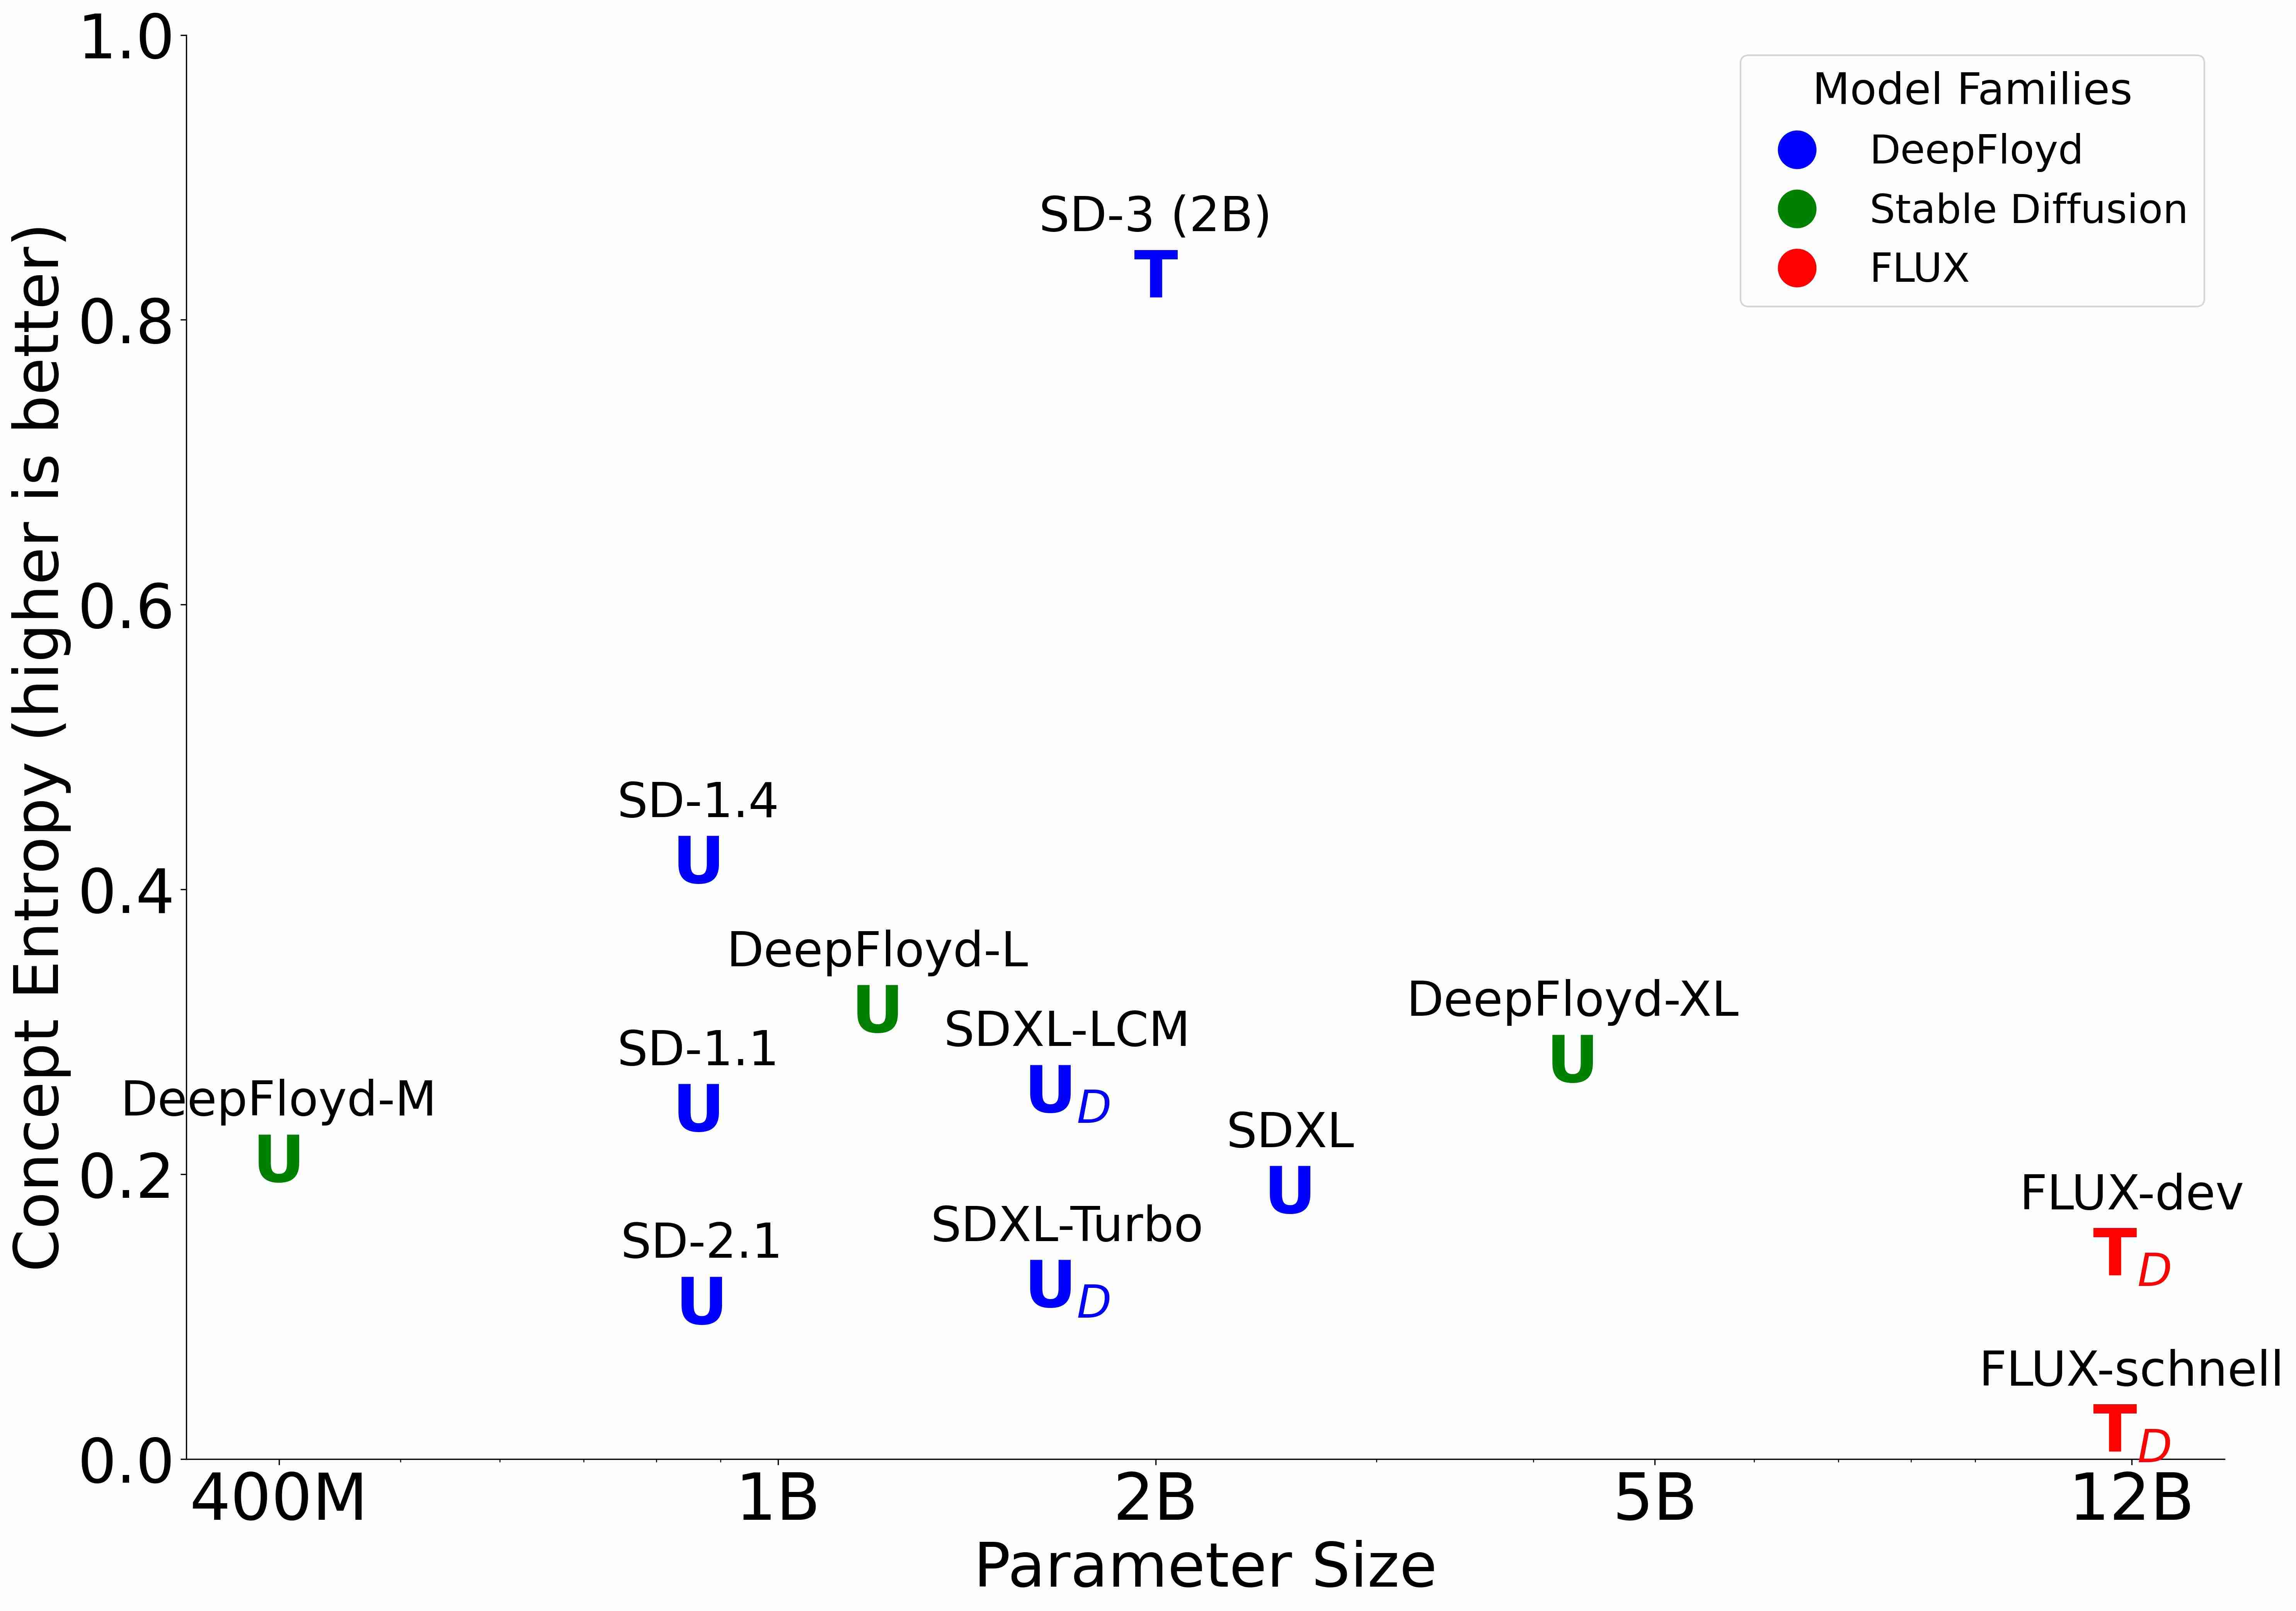 1.0
0.8
0.6
0.4
0.2
0.0
Concept Entropy (higher is better)
Model Families
DeepFloyd
Stable Diffusion
FLUX
SD-3 (2B)
T
SD-1.4
U
DeepFloyd-L
U
DeepFloyd-XL
U
SDXL-LCM
U_D
SD-1.1
U
DeepFloyd-M
U
SDXL
U
FLUX-dev
T_D
SDXL-Turbo
U_D
SD-2.1
U
FLUX-schnell
T_D
400M 1B 2B 5B 12B
Parameter Size